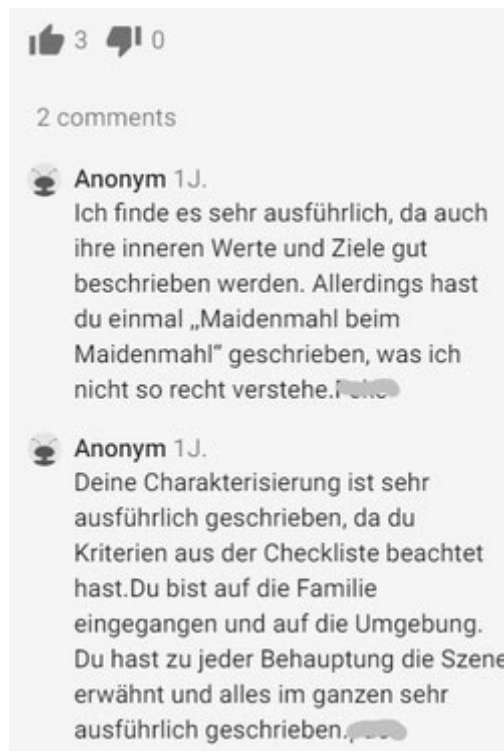 3 0
2 comments
Anonym 1J.
Ich finde es sehr ausführlich, da auch
ihre inneren Werte und Ziele gut
beschrieben werden. Allerdings hast
du einmal „Maidenmahl beim
Maidenmahl“ geschrieben, was ich
nicht so recht verstehe.
Anonym 1J.
Deine Charakterisierung ist sehr
ausführlich geschrieben, da du
Kriterien aus der Checkliste beachtet
hast.Du bist auf die Familie
eingegangen und auf die Umgebung.
Du hast zu jeder Behauptung die Szene
erwähnt und alles im ganzen sehr
ausführlich geschrieben.